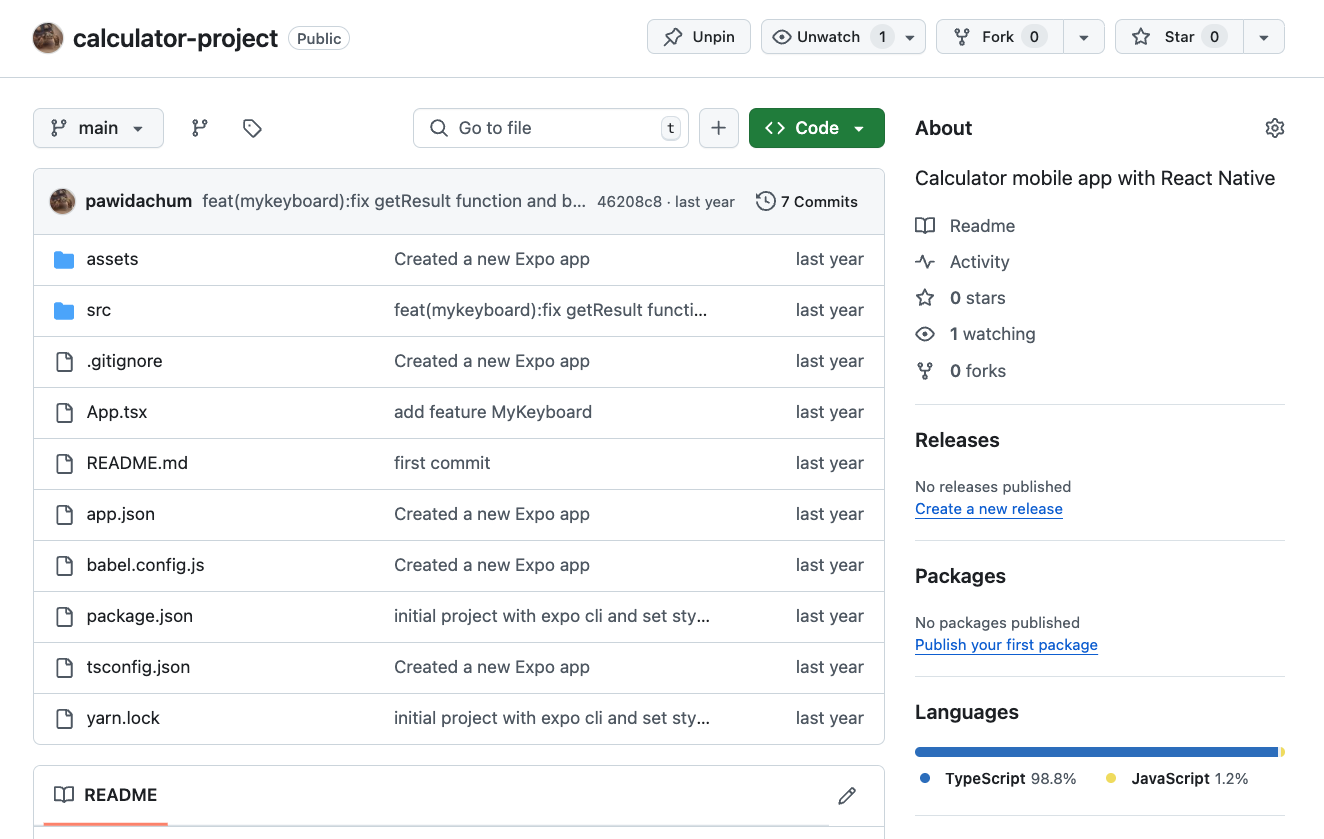 calculator-project Public Unpin Unwatch 1 Fork 0 Star 0
main Go to file t Code
pawidachum feat(mykeyboard):fix getResult function and b... 46208c8 · last year 7 Commits
assets Created a new Expo app last year
src feat(mykeyboard):fix getResult functi... last year
.gitignore Created a new Expo app last year
App.tsx add feature MyKeyboard last year
README.md first commit last year
app.json Created a new Expo app last year
babel.config.js Created a new Expo app last year
package.json initial project with expo cli and set sty... last year
tsconfig.json Created a new Expo app last year
yarn.lock initial project with expo cli and set sty... last year
README
About
Calculator mobile app with React Native
Readme
Activity
0 stars
1 watching
0 forks
Releases
No releases published
Create a new release
Packages
No packages published
Publish your first package
Languages
TypeScript 98.8% JavaScript 1.2%